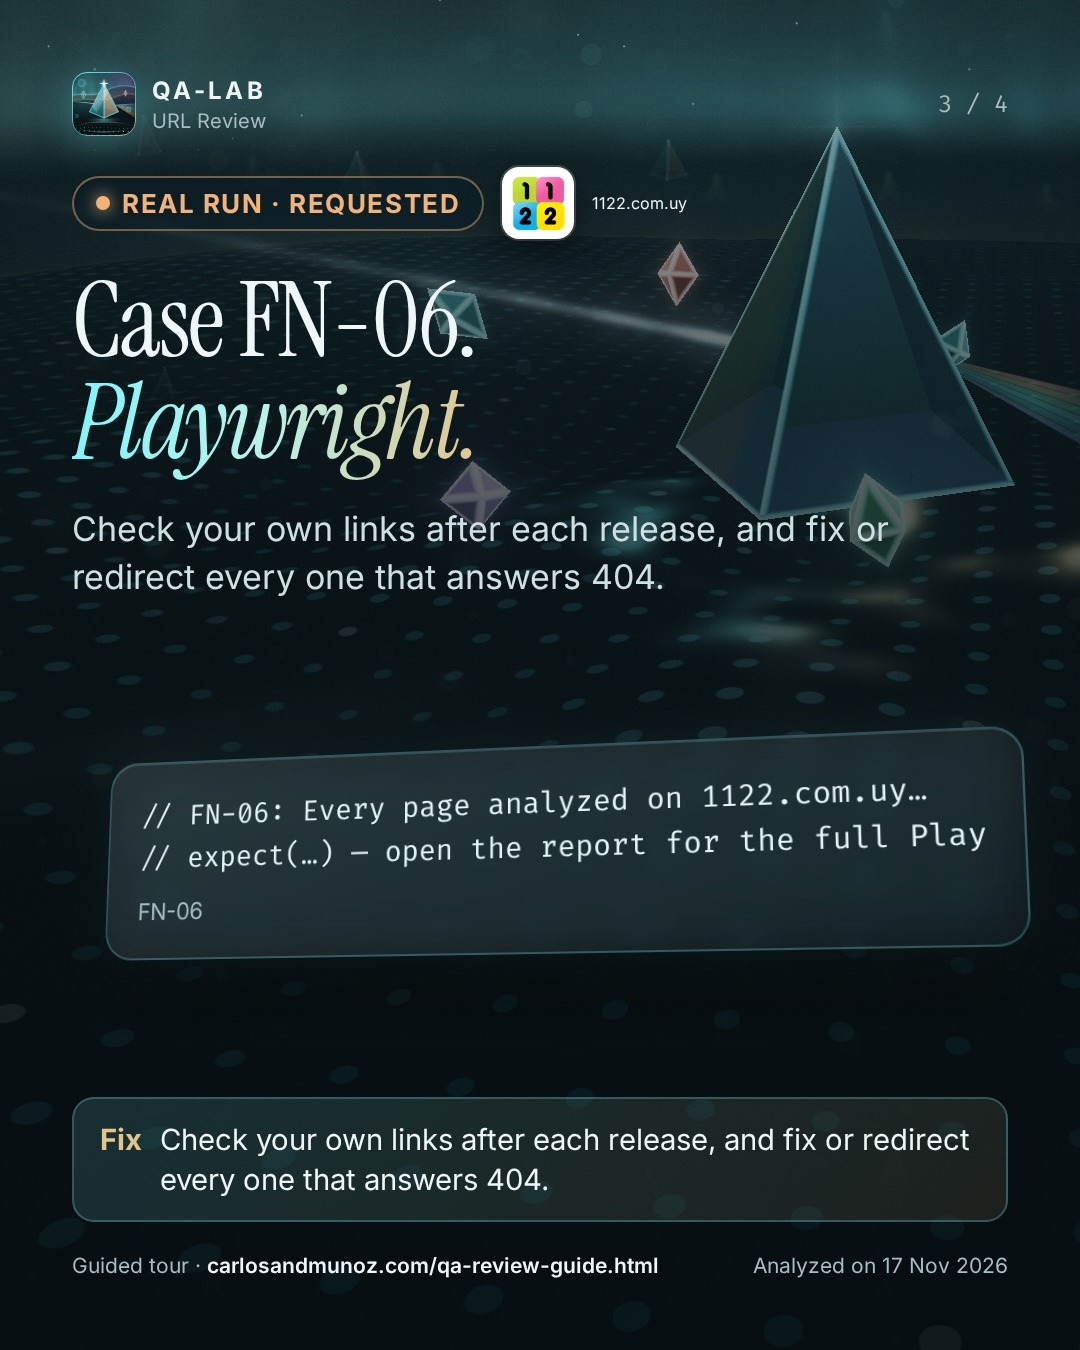 QA-LAB
URL Review
3 / 4
REAL RUN · REQUESTED
11
22
1122.com.uy
Case FN-06.
Playwright.
Check your own links after each release, and fix or
redirect every one that answers 404.
// FN-06: Every page analyzed on 1122.com.uy…
// expect(…) — open the report for the full Play
FN-06
Fix Check your own links after each release, and fix or redirect
every one that answers 404.
Guided tour · carlosandmunoz.com/qa-review-guide.html
Analyzed on 17 Nov 2026